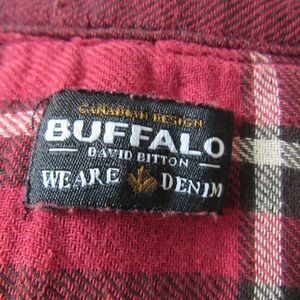 CANADIAN DESIGN
BUFFALO
DAVID BITTON
WE ARE DENIM